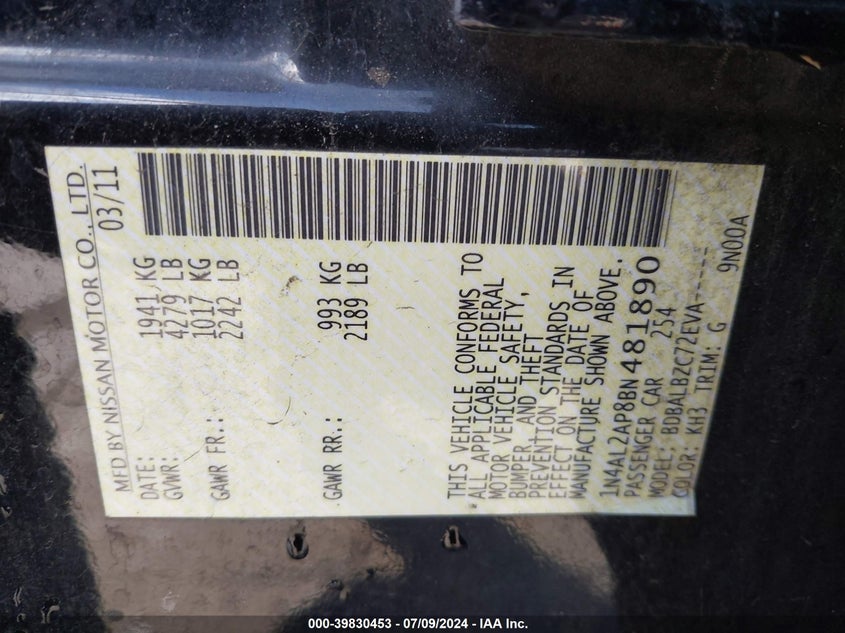 MFD BY NISSAN MOTOR CO., LTD.
DATE: 03/11
GVWR: 1941 KG
4279 LB
GAWR FR.: 1017 KG
2242 LB
GAWR RR.: 993 KG
2189 LB
THIS VEHICLE CONFORMS TO
ALL APPLICABLE FEDERAL
MOTOR VEHICLE SAFETY,
BUMPER, AND THEFT
PREVENTION STANDARDS IN
EFFECT ON THE DATE OF
MANUFACTURE SHOWN ABOVE.
1N4AL2AP8BN481890
PASSENGER CAR 254
MODEL: BDBALBZC72EVA-----
COLOR: KH3 TRIM: G 9N00A
000-39830453 - 07/09/2024 - IAA Inc.